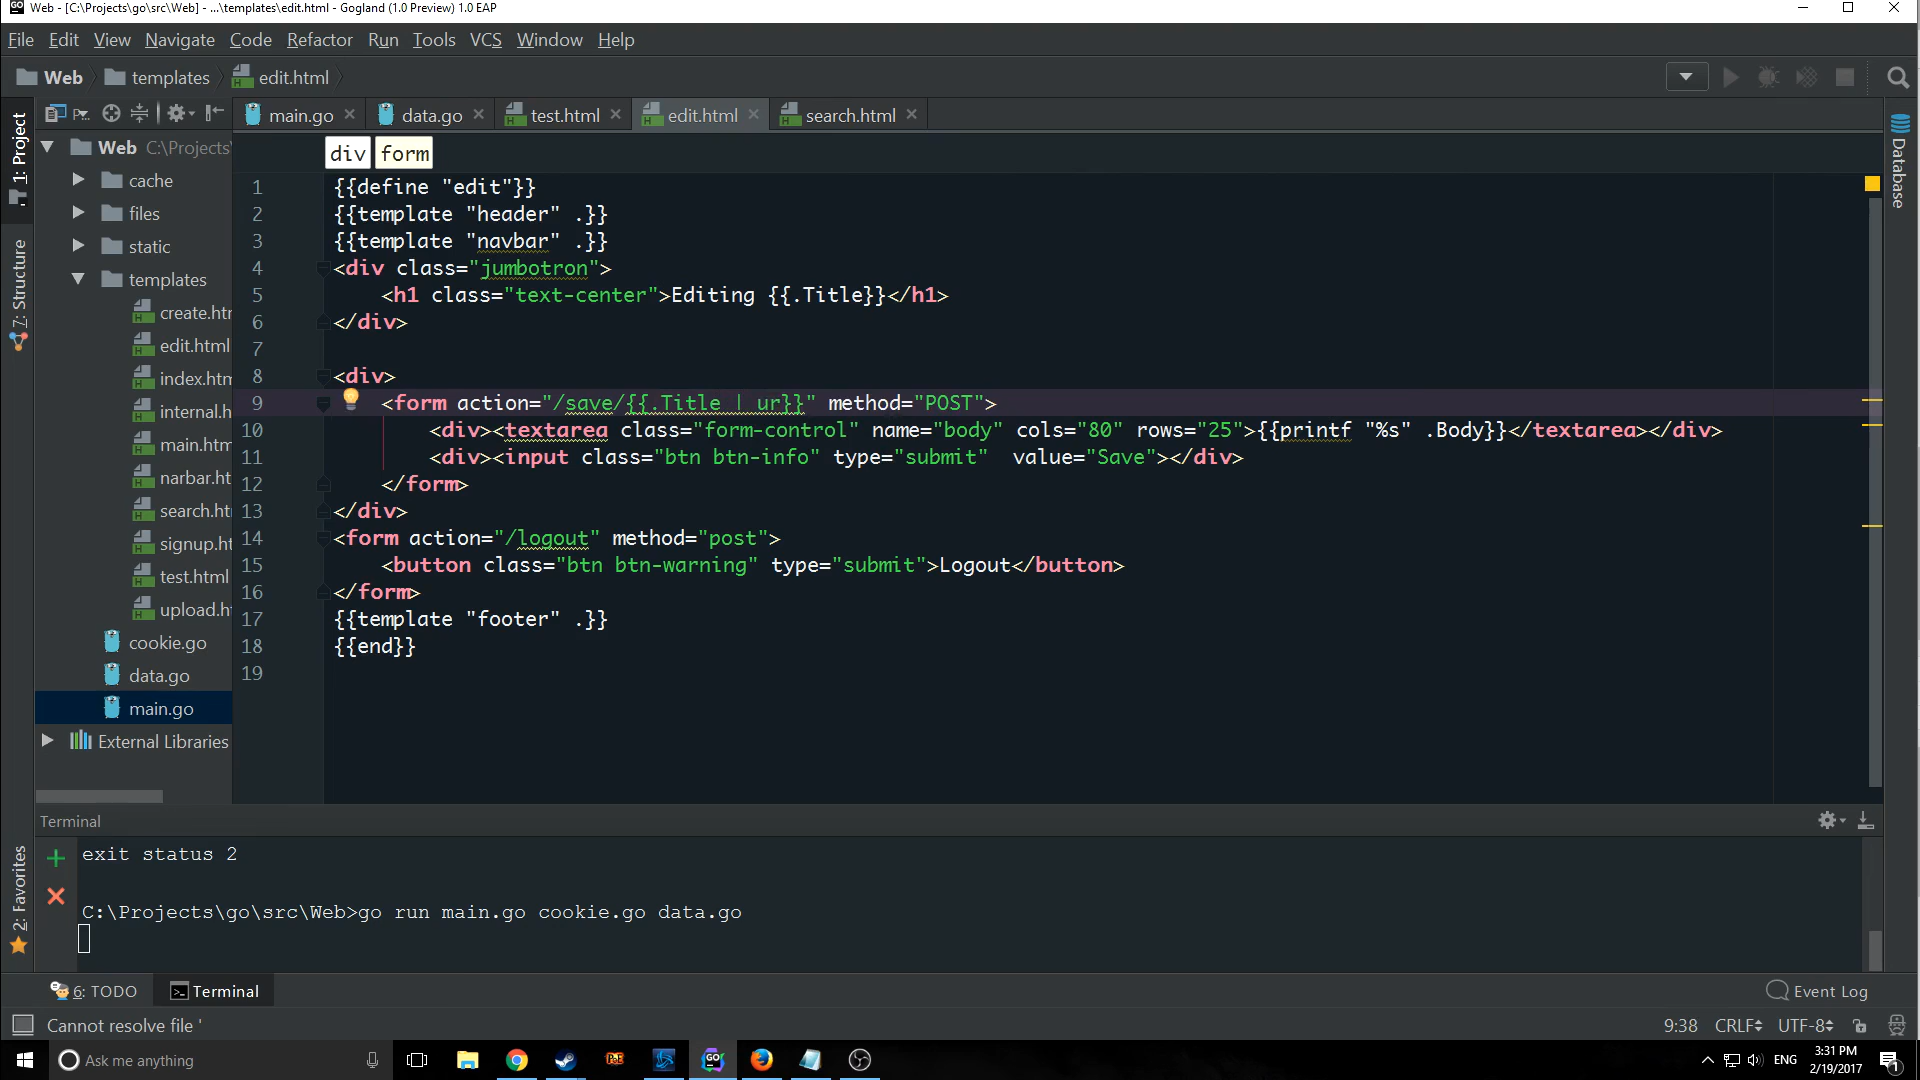 Web - [C:\Projects\go\src\Web] - ...\templates\edit.html - Gogland (1.0 Preview) 1.0 EAP
File Edit View Navigate Code Refactor Run Tools VCS Window Help
Web templates edit.html
main.go data.go test.html edit.html search.html
1: Project
7: Structure
2: Favorites
Database
Web C:\Projects
cache
files
static
templates
create.htm
edit.html
index.htm
internal.h
main.htm
narbar.ht
search.ht
signup.ht
test.html
upload.h
cookie.go
data.go
main.go
External Libraries
div form
1 {{define "edit"}}
2 {{template "header" .}}
3 {{template "navbar" .}}
4 <div class="jumbotron">
5 <h1 class="text-center">Editing {{.Title}}</h1>
6 </div>
7
8 <div>
9 <form action="/save/{{.Title | ur}}" method="POST">
10 <div><textarea class="form-control" name="body" cols="80" rows="25">{{printf "%s" .Body}}</textarea></div>
11 <div><input class="btn btn-info" type="submit"  value="Save"></div>
12 </form>
13 </div>
14 <form action="/logout" method="post">
15 <button class="btn btn-warning" type="submit">Logout</button>
16 </form>
17 {{template "footer" .}}
18 {{end}}
19
Terminal
exit status 2
C:\Projects\go\src\Web>go run main.go cookie.go data.go
6: TODO Terminal Event Log
Cannot resolve file ' 9:38 CRLF UTF-8
Ask me anything ENG 3:31 PM
2/19/2017